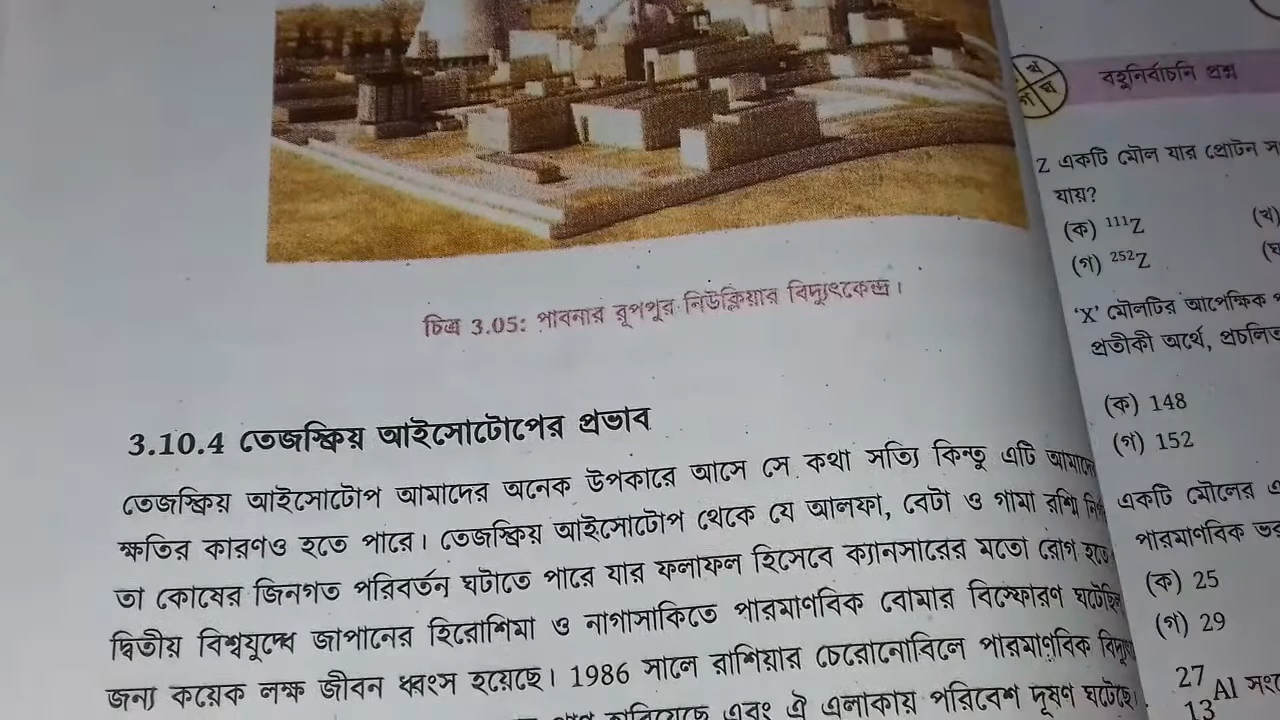 চিত্র 3.05: পাবনার রূপপুর নিউক্লিয়ার বিদ্যুৎকেন্দ্র।
3.10.4 তেজস্ক্রিয় আইসোটোপের প্রভাব
তেজস্ক্রিয় আইসোটোপ আমাদের অনেক উপকারে আসে সে কথা সত্যি কিন্তু এটি
ক্ষতির কারণও হতে পারে। তেজস্ক্রিয় আইসোটোপ থেকে যে আলফা, বেটা ও গামা রশ্মি
তা কোষের জিনগত পরিবর্তন ঘটাতে পারে যার ফলাফল হিসেবে ক্যানসারের মতো রোগ হতে
দ্বিতীয় বিশ্বযুদ্ধে জাপানের হিরোশিমা ও নাগাসাকিতে পারমাণবিক বোমার বিস্ফোরণ
জন্য কয়েক লক্ষ জীবন ধ্বংস হয়েছে। 1986 সালে রাশিয়ার চেরোনোবিলে পারমাণবিক
এবং ঐ এলাকায় পরিবেশ দূষণ ঘটেছে।
বহুনির্বাচনি প্রশ্ন
Z একটি মৌল যার প্রোটন
যায়?
(ক) ¹¹¹Z (খ)
(গ) ²⁵²Z
'X' মৌলটির আপেক্ষিক
প্রতীকী অর্থে,
(ক) 148
(গ) 152
একটি মৌলের
পারমাণবিক
(ক) 25
(গ) 29
²⁷₁₃Al